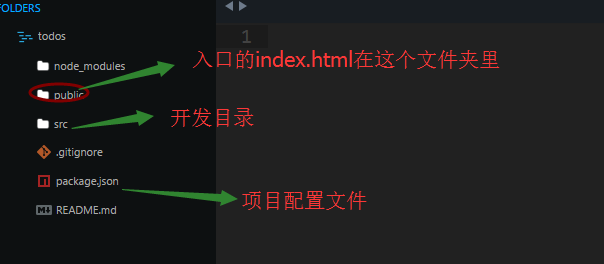 FOLDERS
todos
1
node_modules
入口的index.html在这个文件夹里
public
src
开发目录
.gitignore
package.json
项目配置文件
README.md